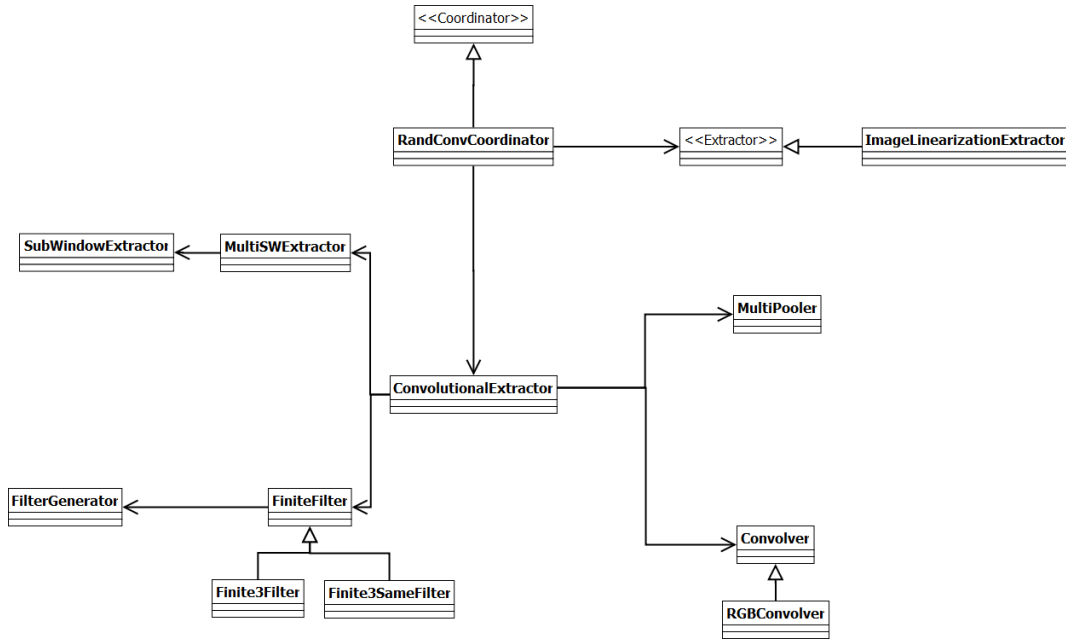 <<Coordinator>>
RandConvCoordinator
<<Extractor>>
ImageLinearizationExtractor
SubWindowExtractor
MultiSWExtractor
MultiPooler
ConvolutionalExtractor
FilterGenerator
FiniteFilter
Convolver
Finite3Filter
Finite3SameFilter
RGBConvolver